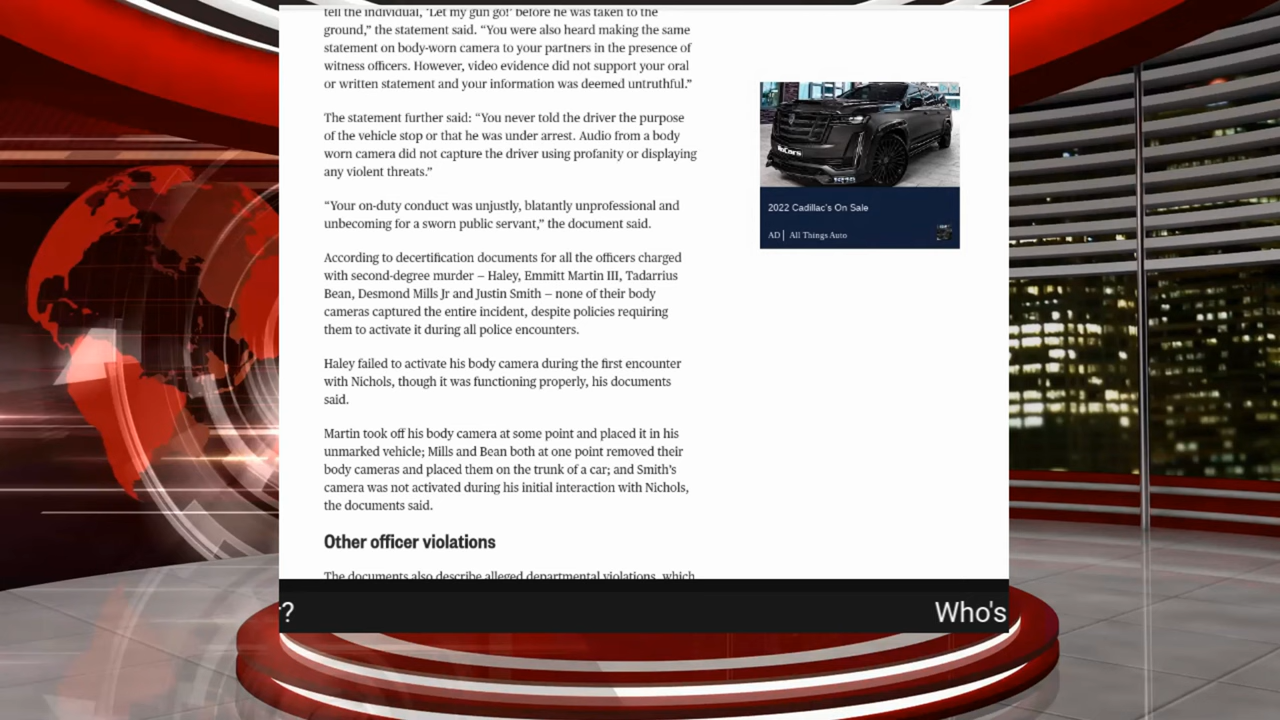 tell the individual, 'Let my gun go!' before he was taken to the
ground,” the statement said. “You were also heard making the same
statement on body-worn camera to your partners in the presence of
witness officers. However, video evidence did not support your oral
or written statement and your information was deemed untruthful.”
The statement further said: “You never told the driver the purpose
of the vehicle stop or that he was under arrest. Audio from a body
worn camera did not capture the driver using profanity or displaying
any violent threats.”
“Your on-duty conduct was unjustly, blatantly unprofessional and
unbecoming for a sworn public servant,” the document said.
According to decertification documents for all the officers charged
with second-degree murder – Haley, Emmitt Martin III, Tadarrius
Bean, Desmond Mills Jr and Justin Smith – none of their body
cameras captured the entire incident, despite policies requiring
them to activate it during all police encounters.
Haley failed to activate his body camera during the first encounter
with Nichols, though it was functioning properly, his documents
said.
Martin took off his body camera at some point and placed it in his
unmarked vehicle; Mills and Bean both at one point removed their
body cameras and placed them on the trunk of a car; and Smith’s
camera was not activated during his initial interaction with Nichols,
the documents said.
Other officer violations
The documents also describe alleged departmental violations, which
2022 Cadillac's On Sale
AD | All Things Auto
?
Who's